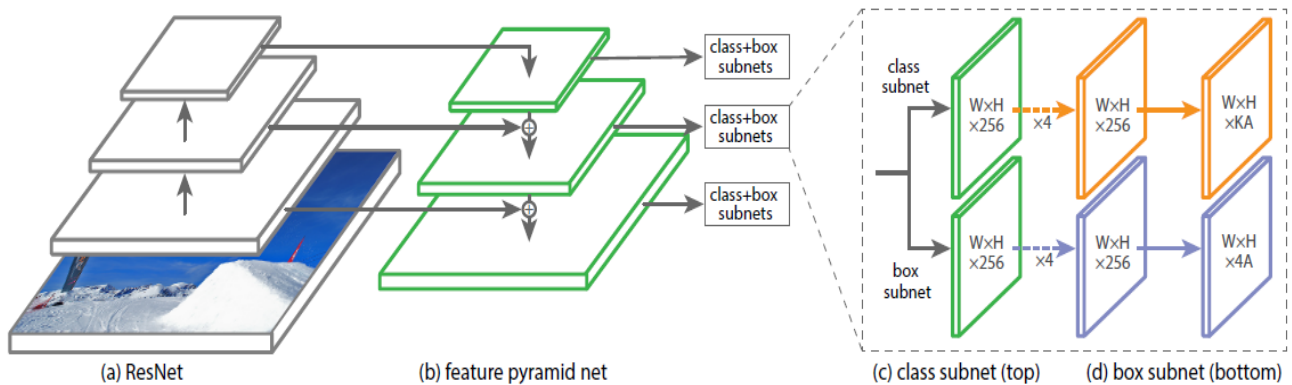 class+box
subnets
class+box
subnets
class+box
subnets
class
subnet
W×H
×256
×4
W×H
×256
W×H
×KA
box
subnet
W×H
×256
×4
W×H
×256
W×H
×4A
(a) ResNet
(b) feature pyramid net
(c) class subnet (top)
(d) box subnet (bottom)